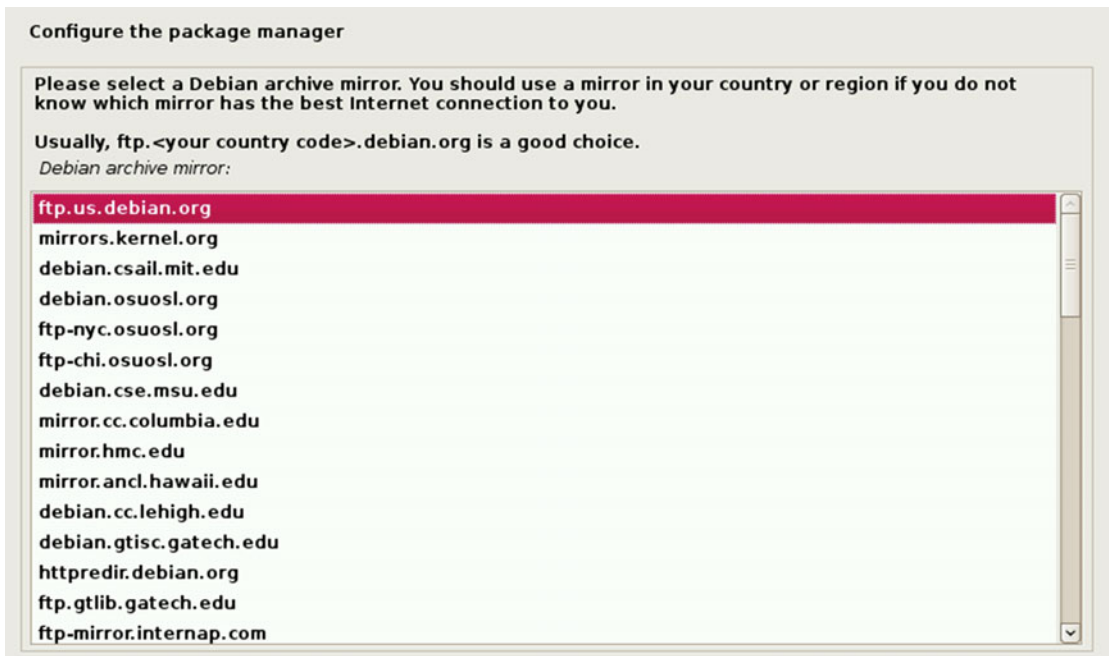 Configure the package manager
Please select a Debian archive mirror. You should use a mirror in your country or region if you do not
know which mirror has the best Internet connection to you.
Usually, ftp.<your country code>.debian.org is a good choice.
Debian archive mirror:
ftp.us.debian.org
mirrors.kernel.org
debian.csail.mit.edu
debian.osuosl.org
ftp-nyc.osuosl.org
ftp-chi.osuosl.org
debian.cse.msu.edu
mirror.cc.columbia.edu
mirror.hmc.edu
mirror.ancl.hawaii.edu
debian.cc.lehigh.edu
debian.gtisc.gatech.edu
httpredir.debian.org
ftp.gtlib.gatech.edu
ftp-mirror.internap.com